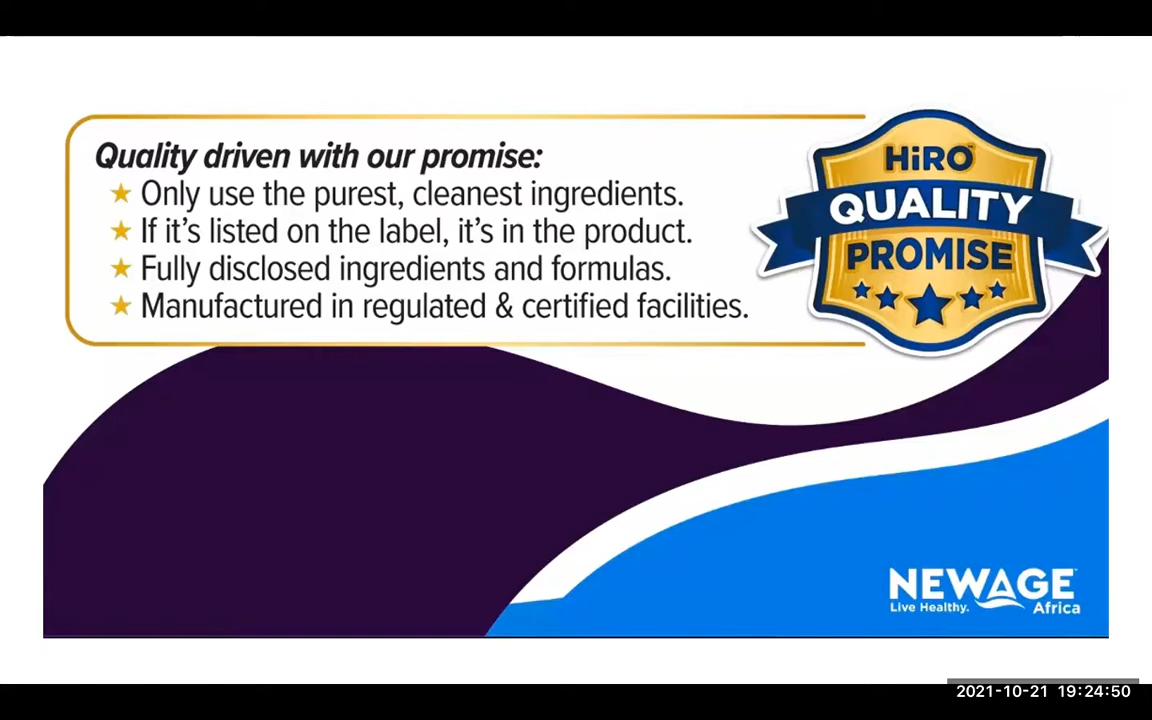 Quality driven with our promise:
★ Only use the purest, cleanest ingredients.
★ If it's listed on the label, it's in the product.
★ Fully disclosed ingredients and formulas.
★ Manufactured in regulated & certified facilities.
HiRO
QUALITY
PROMISE
NEWAGE
Live Healthy. Africa
2021-10-21 19:24:50